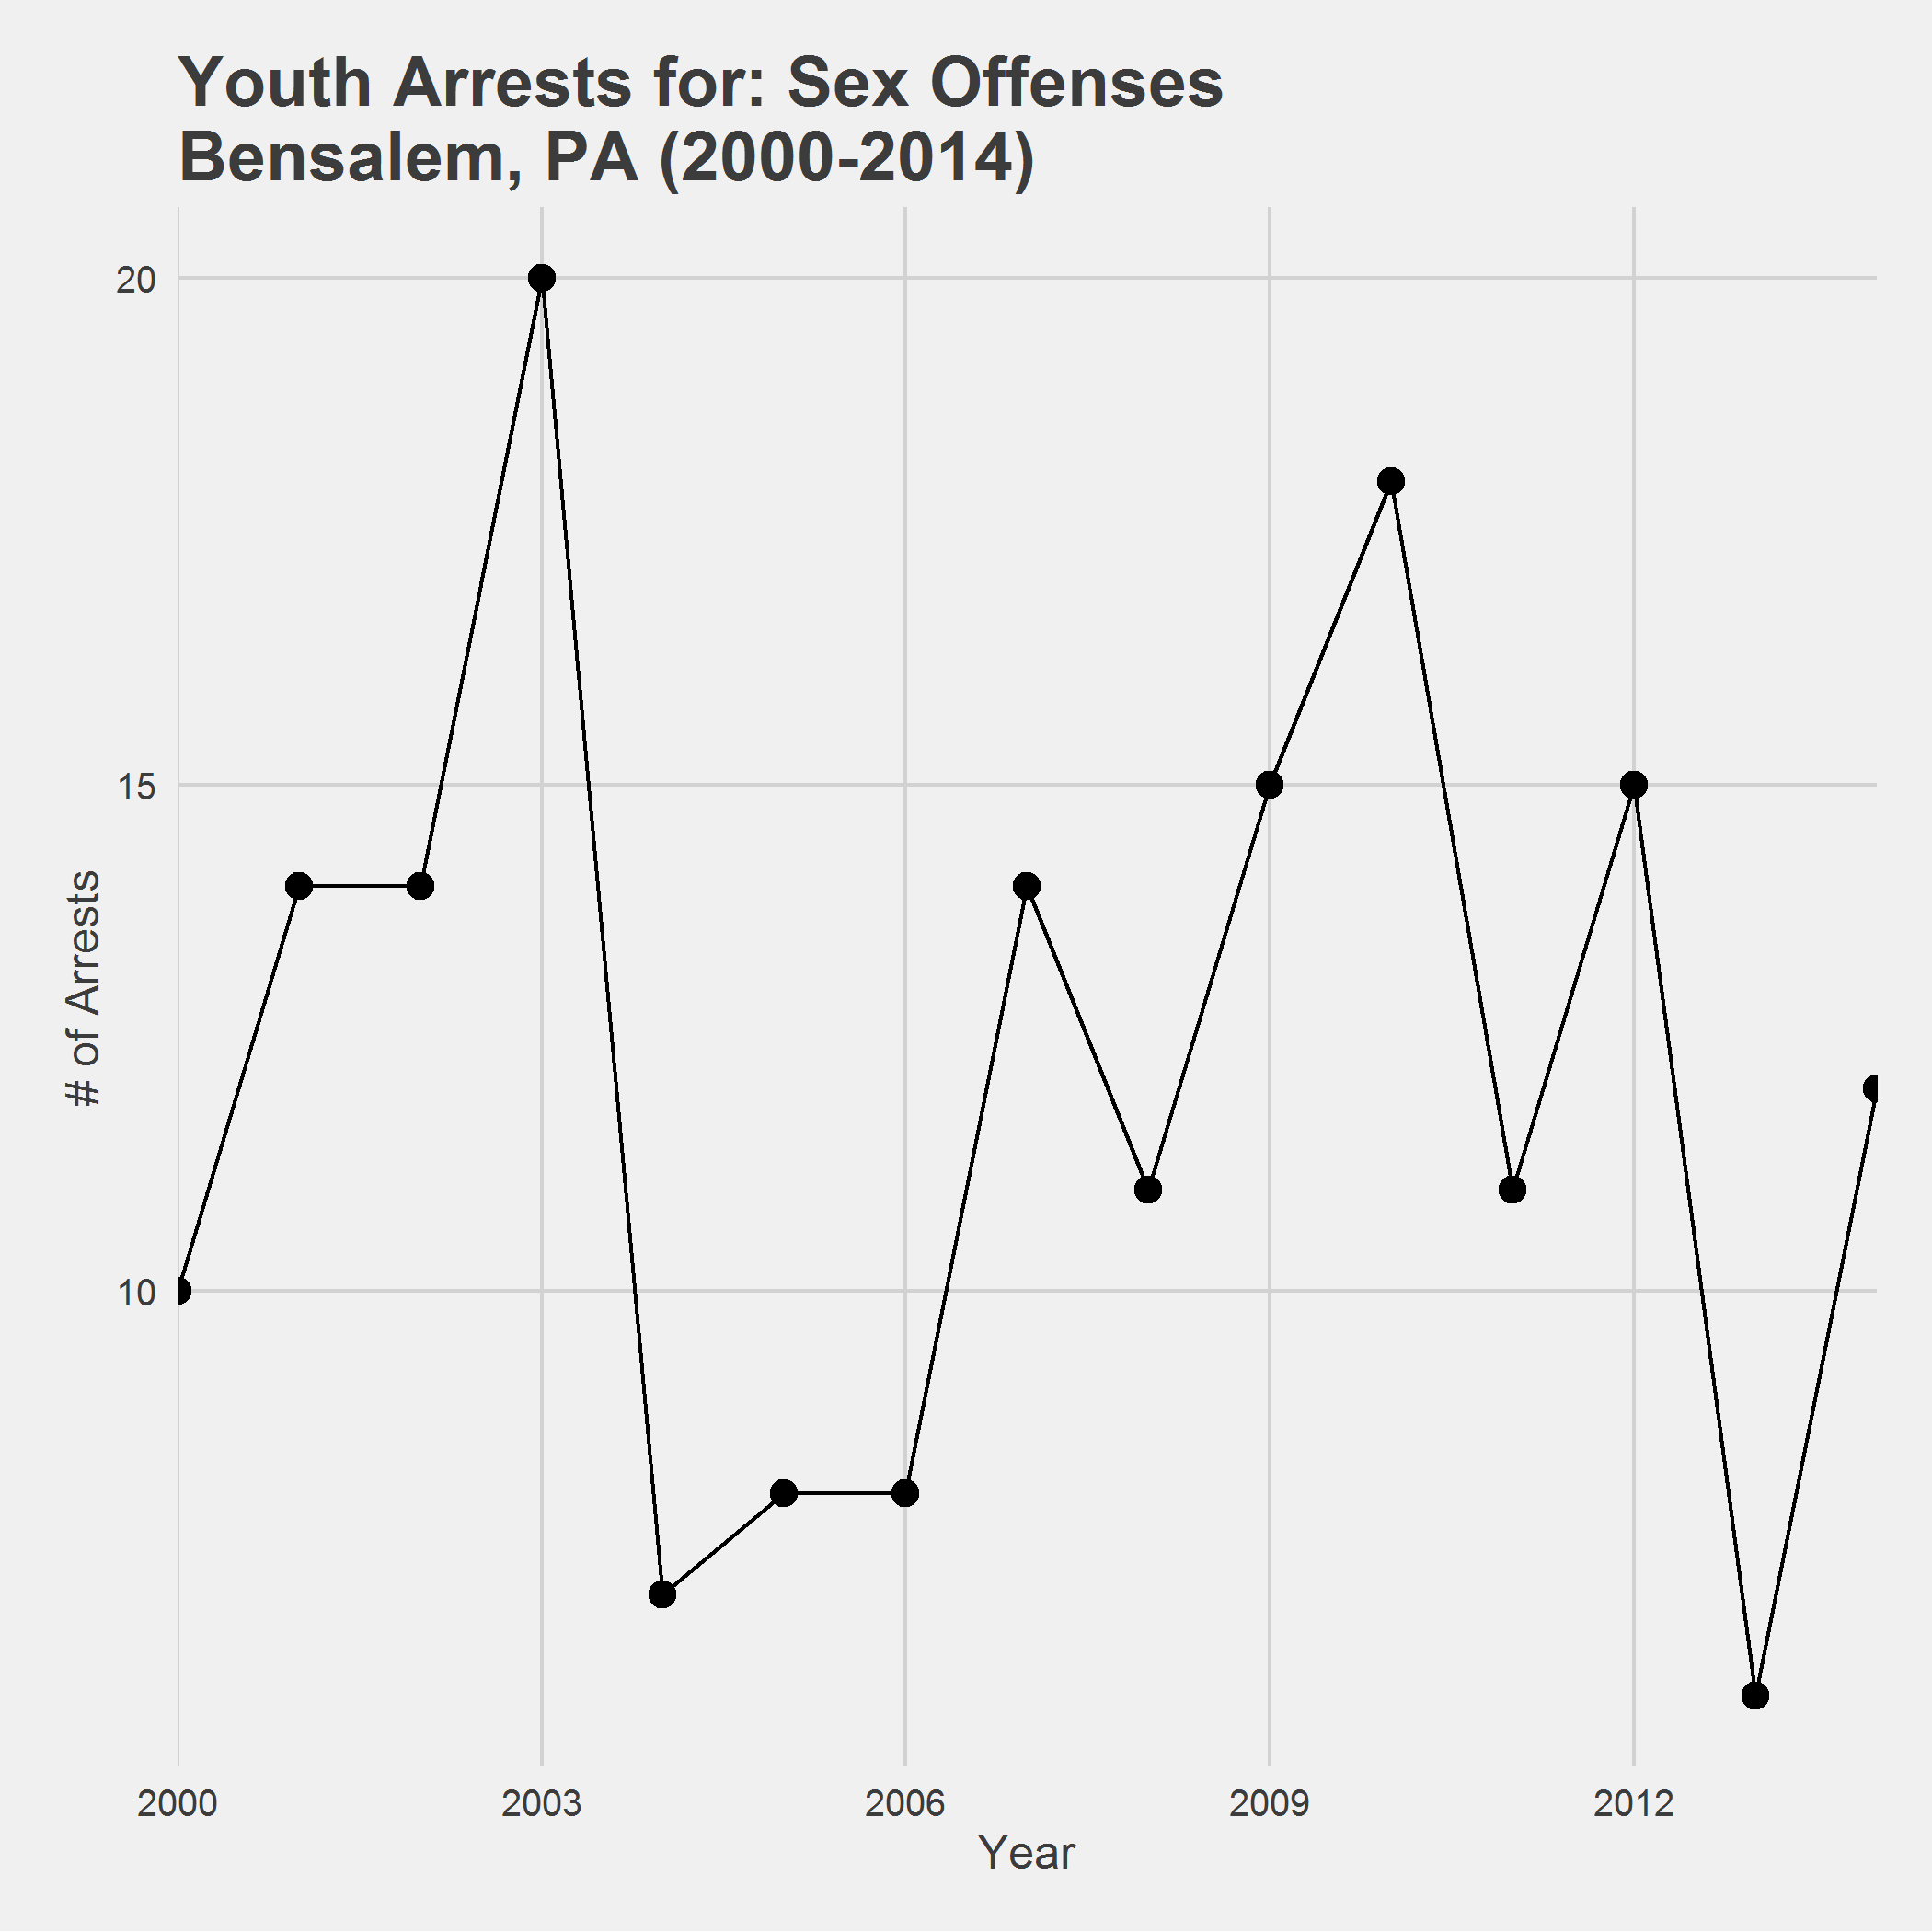 Youth Arrests for: Sex Offenses
Bensalem, PA (2000-2014)
20
15
10
# of Arrests
2000
2003
2006
2009
2012
Year